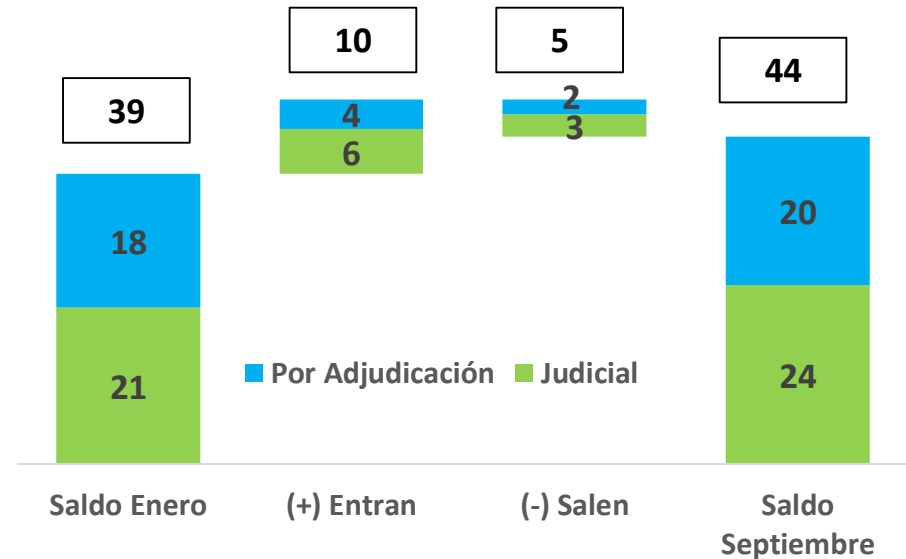 10
5
44
39
4
2
6
3
18
20
Por Adjudicación
Judicial
21
24
Saldo Enero
(+) Entran
(-) Salen
Saldo
Septiembre